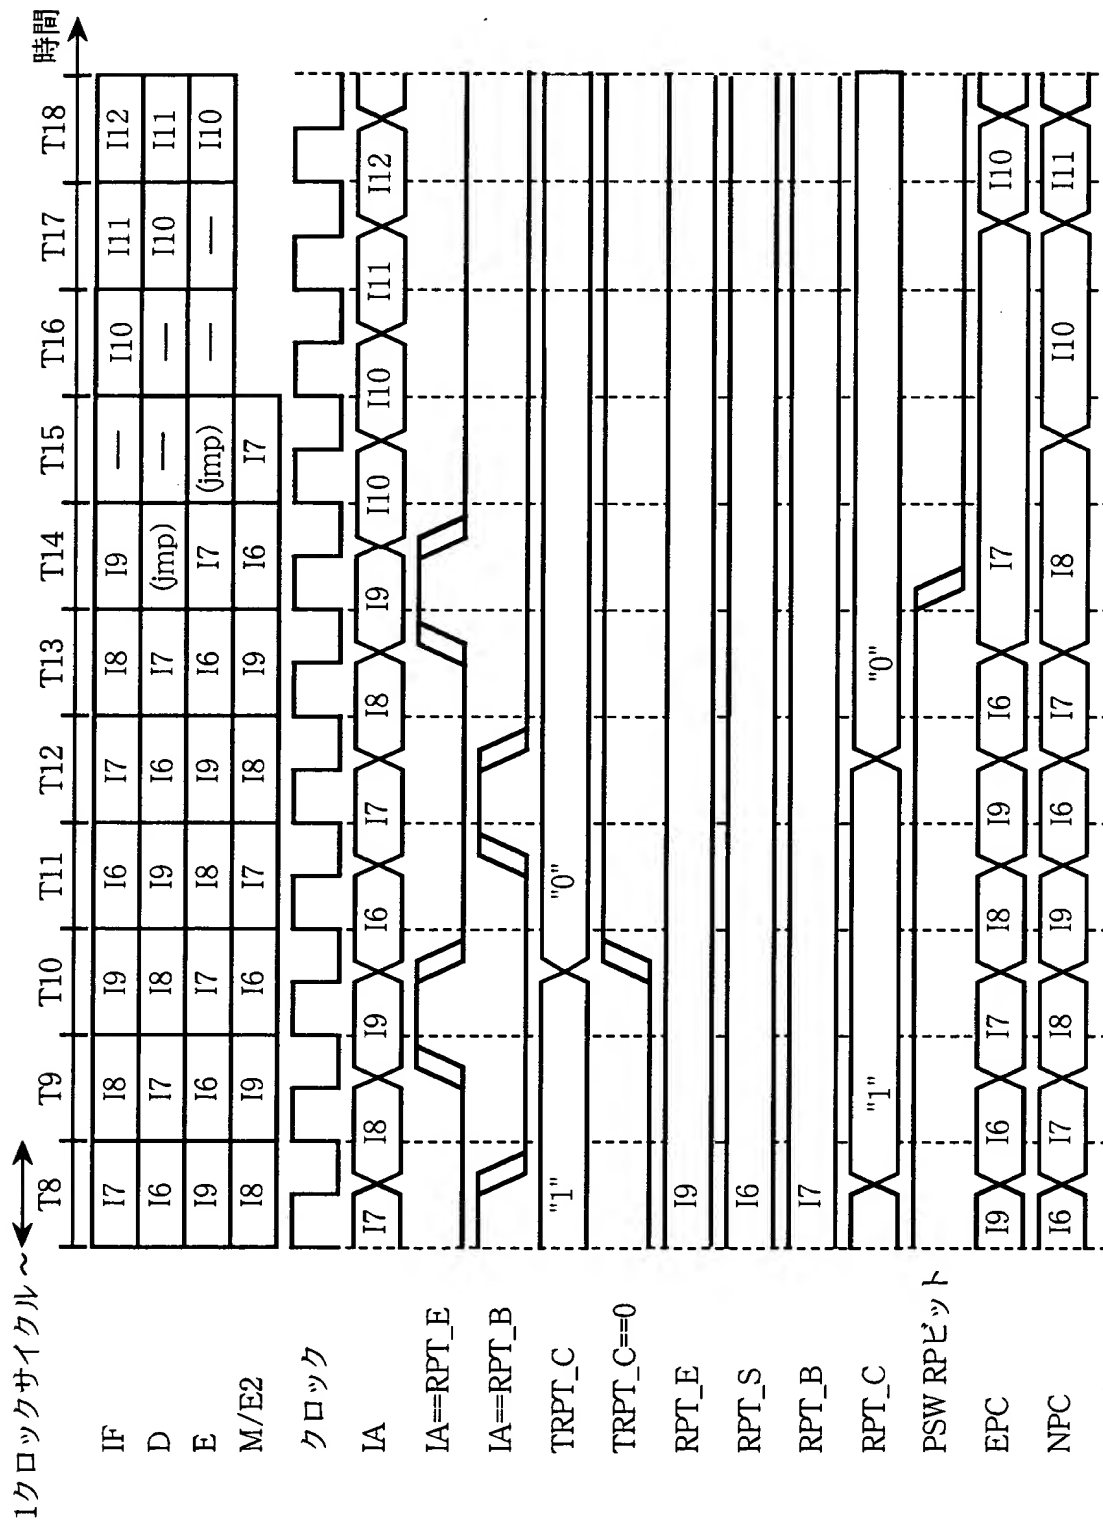 1クロックサイクル~ 時間
T8 T9 T10 T11 T12 T13 T14 T15 T16 T17 T18
IF I7 I8 I9 I6 I7 I8 I9 — I10 I11 I12
D I6 I7 I8 I9 I6 I7 (jmp) — — I10 I11
E I9 I6 I7 I8 I9 I6 I7 (jmp) — — I10
M/E2 I8 I9 I6 I7 I8 I9 I6 I7
クロック
IA I7 I8 I9 I6 I7 I8 I9 I10 I10 I11 I12
IA==RPT_E
IA==RPT_B
TRPT_C "1" "0"
TRPT_C==0
RPT_E I9
RPT_S I6
RPT_B I7
RPT_C "1" "0"
PSW RPビット
EPC I9 I6 I7 I8 I9 I6 I7 I10
NPC I6 I7 I8 I9 I6 I7 I8 I10 I11